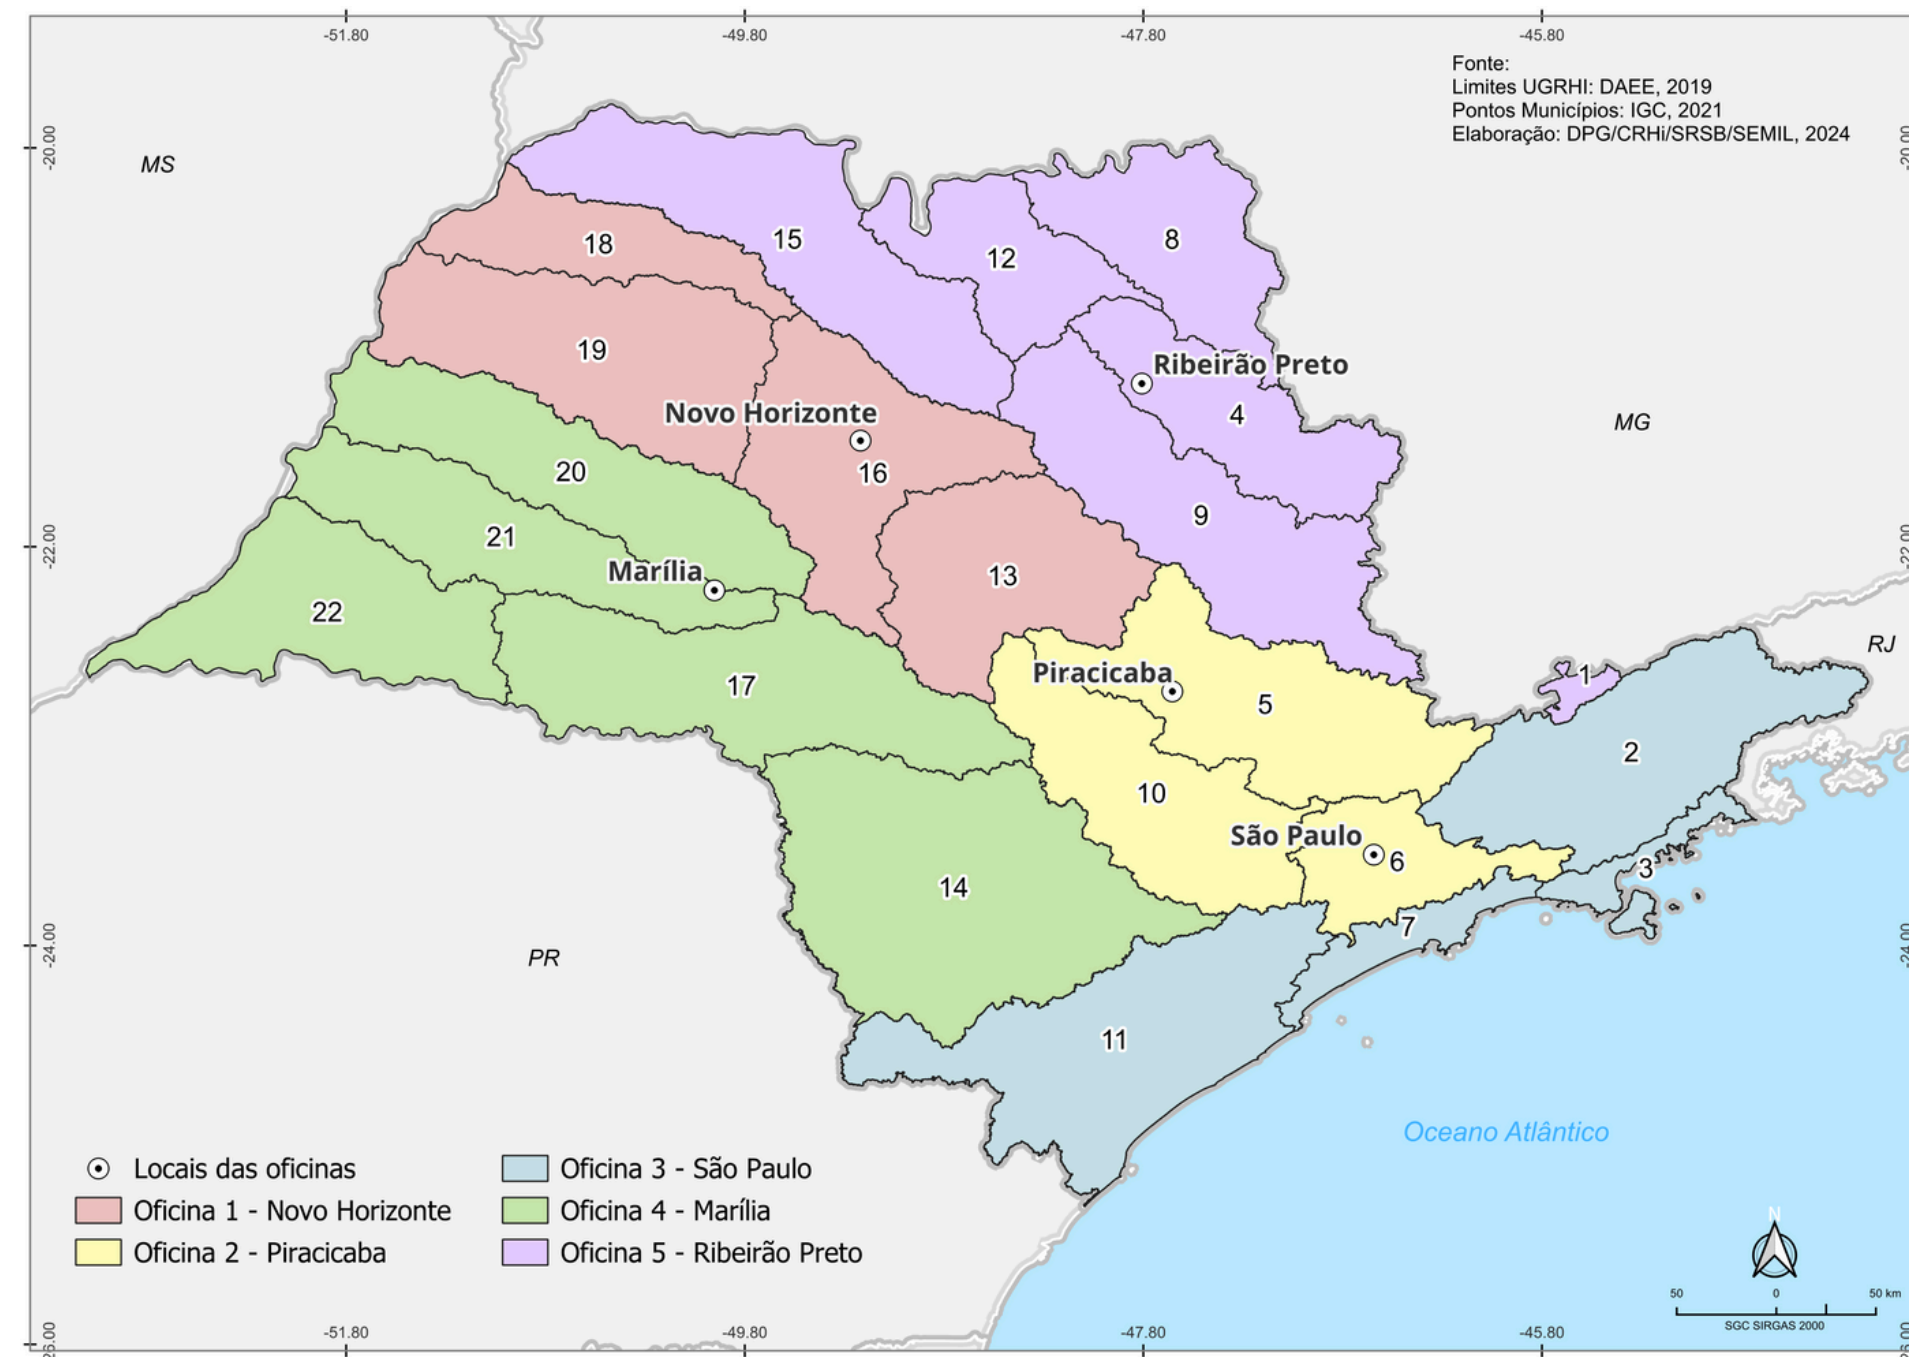 -51.80 -49.80 -47.80 -45.80
Fonte:
Limites UGRHI: DAEE, 2019
Pontos Municípios: IGC, 2021
Elaboração: DPG/CRHi/SRSB/SEMIL, 2024
-20.00
-20.00
MS
15
8
18
12
19
Ribeirão Preto
Novo Horizonte
4
MG
20
16
9
21
-22.00
-22.00
Marília
13
22
RJ
Piracicaba
1
17
5
2
10
São Paulo
6
3
14
7
-24.00
-24.00
PR
11
Oceano Atlântico
Locais das oficinas
Oficina 1 - Novo Horizonte
Oficina 2 - Piracicaba
Oficina 3 - São Paulo
Oficina 4 - Marília
Oficina 5 - Ribeirão Preto
N
50 0 50 km
SGC SIRGAS 2000
-51.80 -49.80 -47.80 -45.80